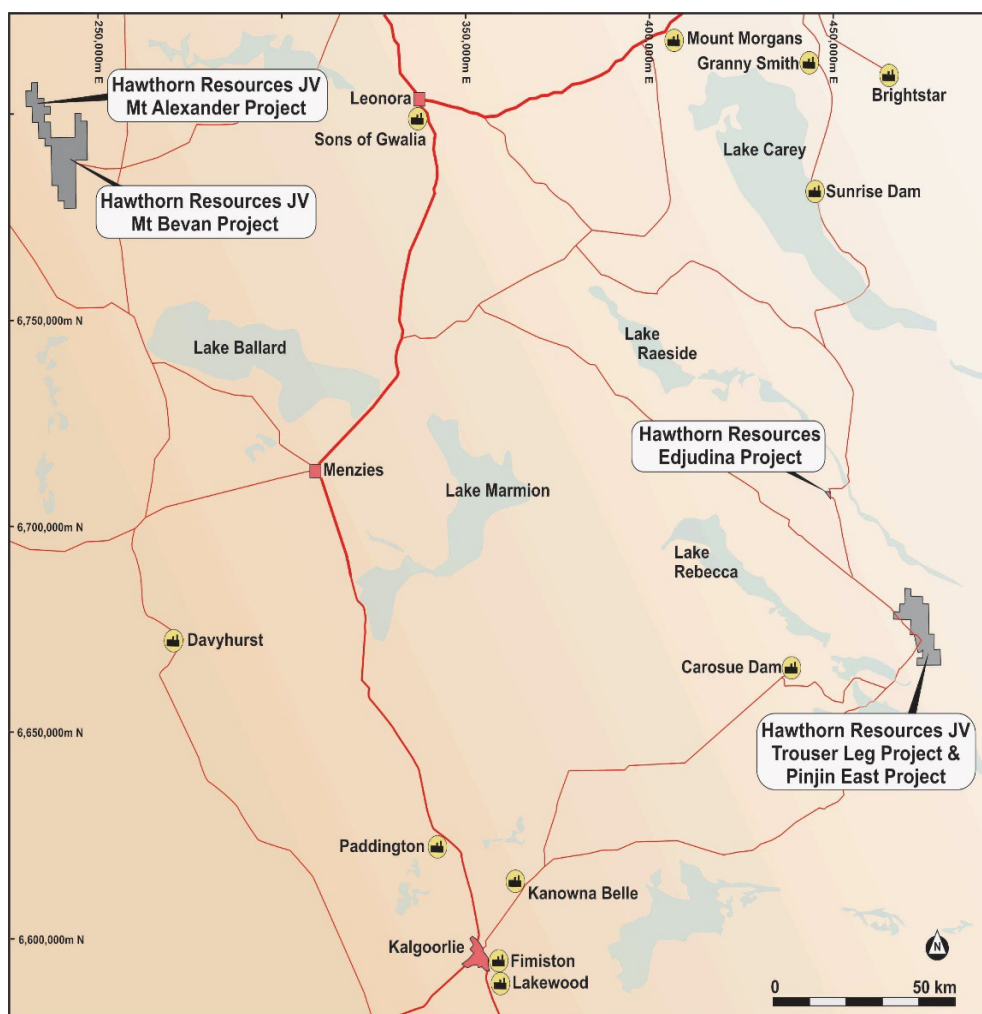 250,000m E
350,000m E
400,000m E
450,000m E
Mount Morgans
Granny Smith
Brightstar
Hawthorn Resources JV
Mt Alexander Project
Leonora
Sons of Gwalia
Lake Carey
Sunrise Dam
Hawthorn Resources JV
Mt Bevan Project
6,750,000m N
Lake Ballard
Lake
Raeside
Hawthorn Resources
Edjudina Project
Menzies
Lake Marmion
6,700,000m N
Lake
Rebecca
Davyhurst
Carosue Dam
Hawthorn Resources JV
Trouser Leg Project &
Pinjin East Project
6,650,000m N
Paddington
Kanowna Belle
6,600,000m N
Kalgoorlie
Fimiston
Lakewood
N
0 50 km